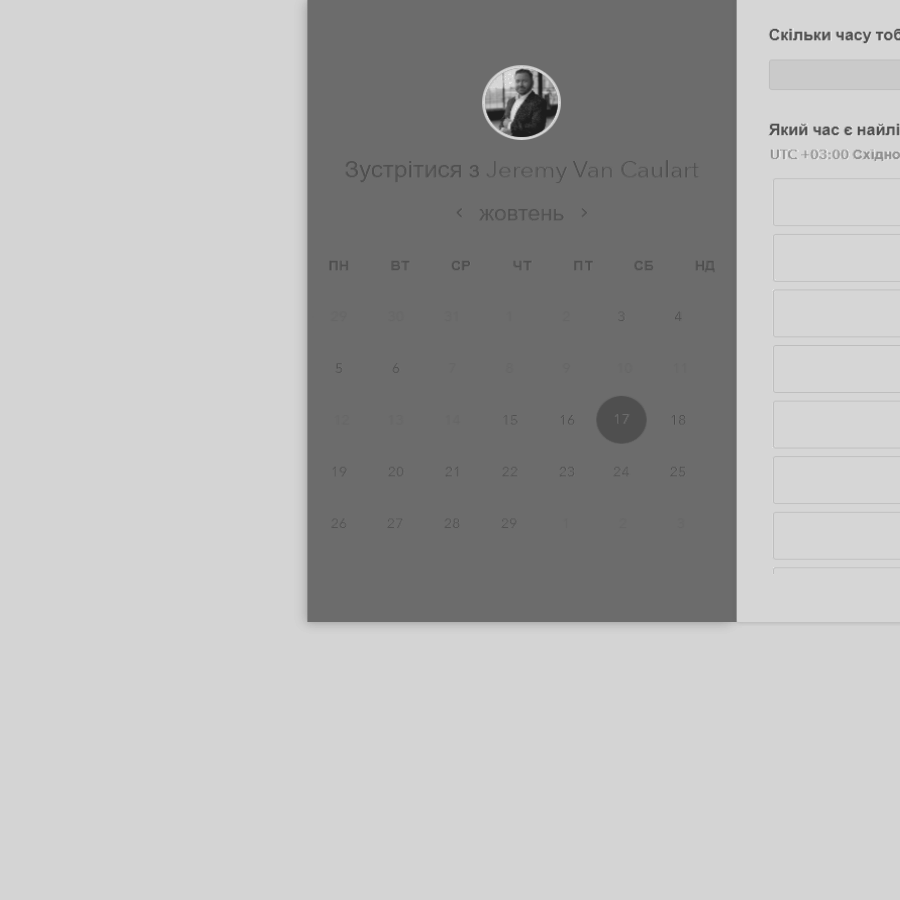 Зустрітися з Jeremy Van Caulart
жовтень
ПН ВТ СР ЧТ ПТ СБ НД
29 30 31 1 2 3 4
5 6 7 8 9 10 11
12 13 14 15 16 17 18
19 20 21 22 23 24 25
26 27 28 29 1 2 3
Скільки часу тоб
Який час є найлі
UTC +03:00 Східно